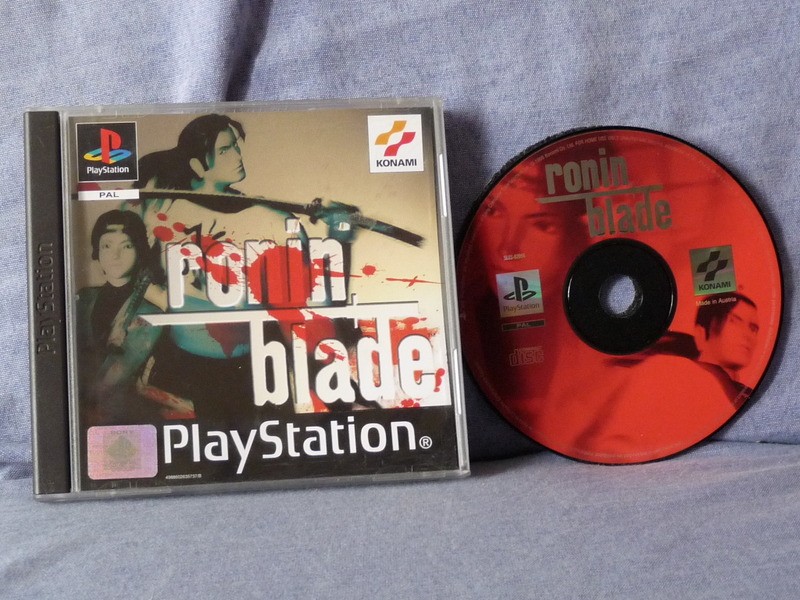 PlayStation
PlayStation
PAL
KONAMI
ronin
blade
PlayStation®
ronin
blade
PlayStation
PAL
KONAMI
Made in Austria